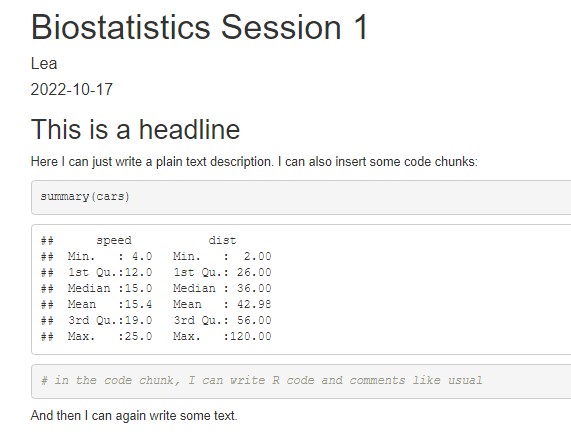 Biostatistics Session 1
Lea
2022-10-17
This is a headline
Here I can just write a plain text description. I can also insert some code chunks:
summary(cars)
##      speed           dist
##  Min.   : 4.0   Min.   :  2.00
##  1st Qu.:12.0   1st Qu.: 26.00
##  Median :15.0   Median : 36.00
##  Mean   :15.4   Mean   : 42.98
##  3rd Qu.:19.0   3rd Qu.: 56.00
##  Max.   :25.0   Max.   :120.00
# in the code chunk, I can write R code and comments like usual
And then I can again write some text.